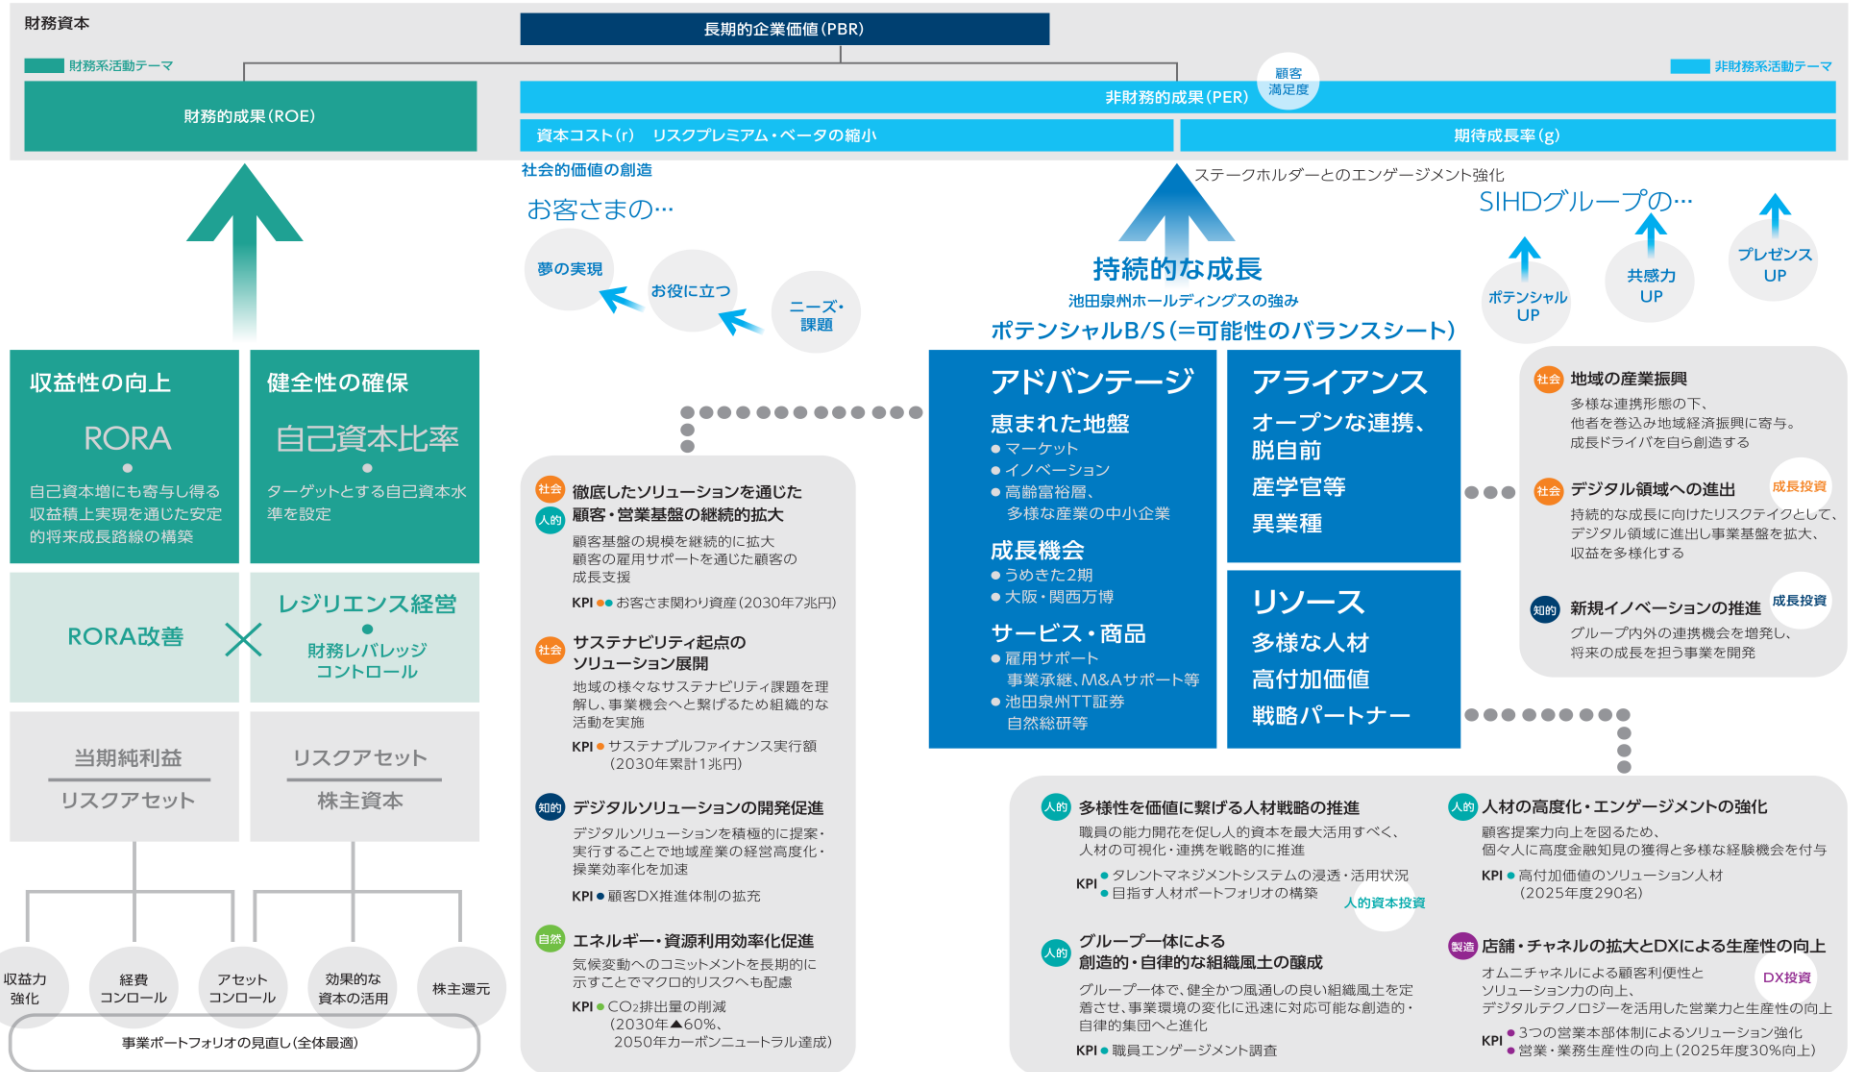 財務資本
長期的企業価値(PBR)
財務系活動テーマ
非財務系活動テーマ
財務的成果(ROE)
非財務的成果(PER)
顧客
満足度
資本コスト(r) リスクプレミアム・ベータの縮小
期待成長率(g)
社会的価値の創造
ステークホルダーとのエンゲージメント強化
お客さまの…
夢の実現
お役に立つ
ニーズ・
課題
持続的な成長
池田泉州ホールディングスの強み
ポテンシャルB/S(=可能性のバランスシート)
SIHDグループの…
ポテンシャル
UP
共感力
UP
プレゼンス
UP
収益性の向上
RORA
自己資本増にも寄与し得る
収益積上実現を通じた安定
的将来成長路線の構築
健全性の確保
自己資本比率
ターゲットとする自己資本水
準を設定
RORA改善
レジリエンス経営
財務レバレッジ
コントロール
当期純利益
リスクアセット
リスクアセット
株主資本
収益力
強化
経費
コンロール
アセット
コンロール
効果的な
資本の活用
株主還元
事業ポートフォリオの見直し(全体最適)
社会
人的
徹底したソリューションを通じた
顧客・営業基盤の継続的拡大
顧客基盤の規模を継続的に拡大
顧客の雇用サポートを通じた顧客の
成長支援
KPI ●● お客さま関わり資産(2030年7兆円)
社会
サステナビリティ起点の
ソリューション展開
地域の様々なサステナビリティ課題を理
解し、事業機会へと繋げるため組織的な
活動を実施
KPI ● サステナブルファイナンス実行額
(2030年累計1兆円)
知的
デジタルソリューションの開発促進
デジタルソリューションを積極的に提案・
実行することで地域産業の経営高度化・
操業効率化を加速
KPI ● 顧客DX推進体制の拡充
自然
エネルギー・資源利用効率化促進
気候変動へのコミットメントを長期的に
示すことでマクロ的リスクへも配慮
KPI ● CO₂排出量の削減
(2030年▲60%、
2050年カーボンニュートラル達成)
アドバンテージ
恵まれた地盤
● マーケット
● イノベーション
● 高齢富裕層、
多様な産業の中小企業
成長機会
● うめきた2期
● 大阪・関西万博
サービス・商品
● 雇用サポート
事業承継、M&Aサポート等
● 池田泉州TT証券
自然総研等
アライアンス
オープンな連携、
脱自前
産学官等
異業種
リソース
多様な人材
高付加価値
戦略パートナー
社会
地域の産業振興
多様な連携形態の下、
他者を巻込み地域経済振興に寄与。
成長ドライバを自ら創造する
社会
デジタル領域への進出
成長投資
持続的な成長に向けたリスクテイクとして、
デジタル領域に進出し事業基盤を拡大、
収益を多様化する
知的
新規イノベーションの推進
成長投資
グループ内外の連携機会を増発し、
将来の成長を担う事業を開発
人的
多様性を価値に繋げる人材戦略の推進
職員の能力開花を促し人的資本を最大活用すべく、
人材の可視化・連携を戦略的に推進
KPI ● タレントマネジメントシステムの浸透・活用状況
● 目指す人材ポートフォリオの構築
人的資本投資
人的
グループ一体による
創造的・自律的な組織風土の醸成
グループ一体で、健全かつ風通しの良い組織風土を定
着させ、事業環境の変化に迅速に対応可能な創造的・
自律的集団へと進化
KPI ● 職員エンゲージメント調査
人的
人材の高度化・エンゲージメントの強化
顧客提案力向上を図るため、
個々人に高度金融知見の獲得と多様な経験機会を付与
KPI ● 高付加価値のソリューション人材
(2025年度290名)
製造
店舗・チャネルの拡大とDXによる生産性の向上
オムニチャネルによる顧客利便性と
ソリューション力の向上、
デジタルテクノロジーを活用した営業力と生産性の向上
DX投資
KPI ● 3つの営業本部体制によるソリューション強化
● 営業・業務生産性の向上(2025年度30%向上)